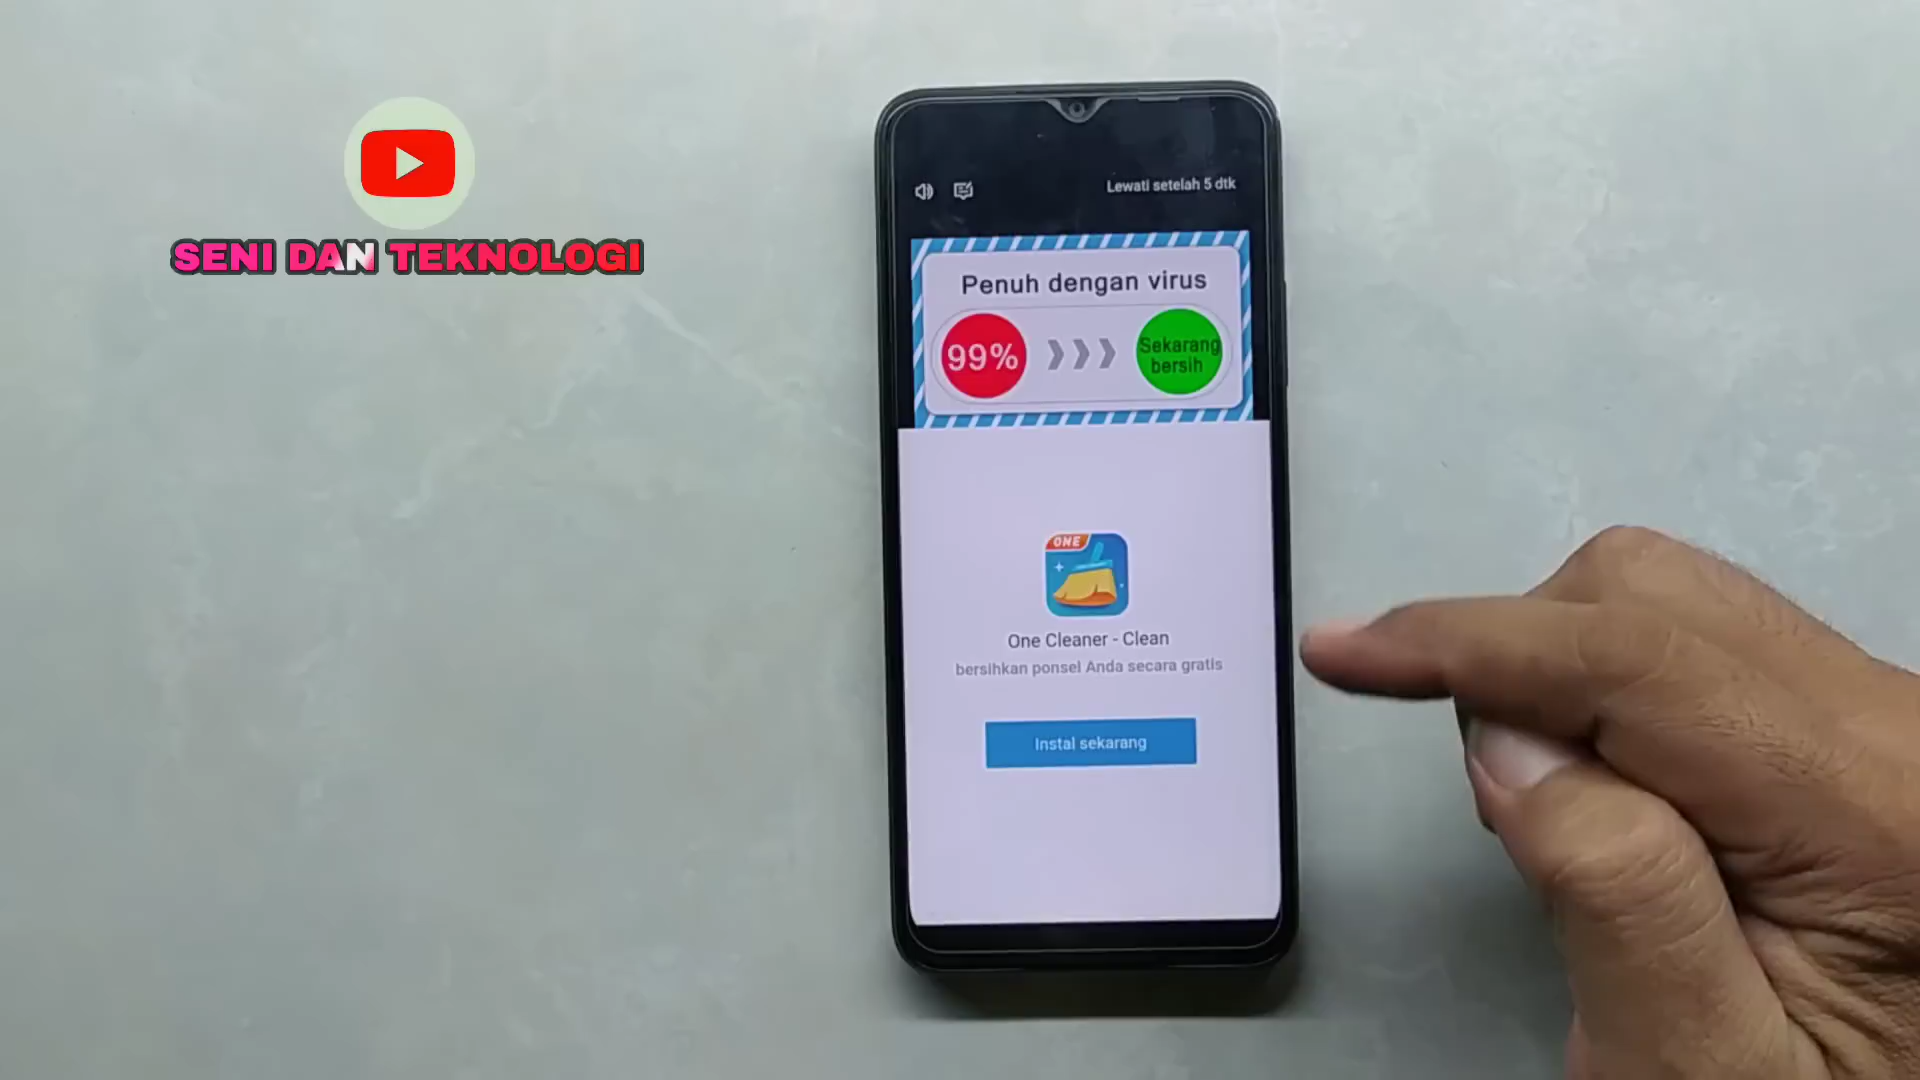 SENI DAN TEKNOLOGI
Lewati setelah 5 dtk
Penuh dengan virus
99%
Sekarang
bersih
ONE
One Cleaner - Clean
bersihkan ponsel Anda secara gratis
Instal sekarang